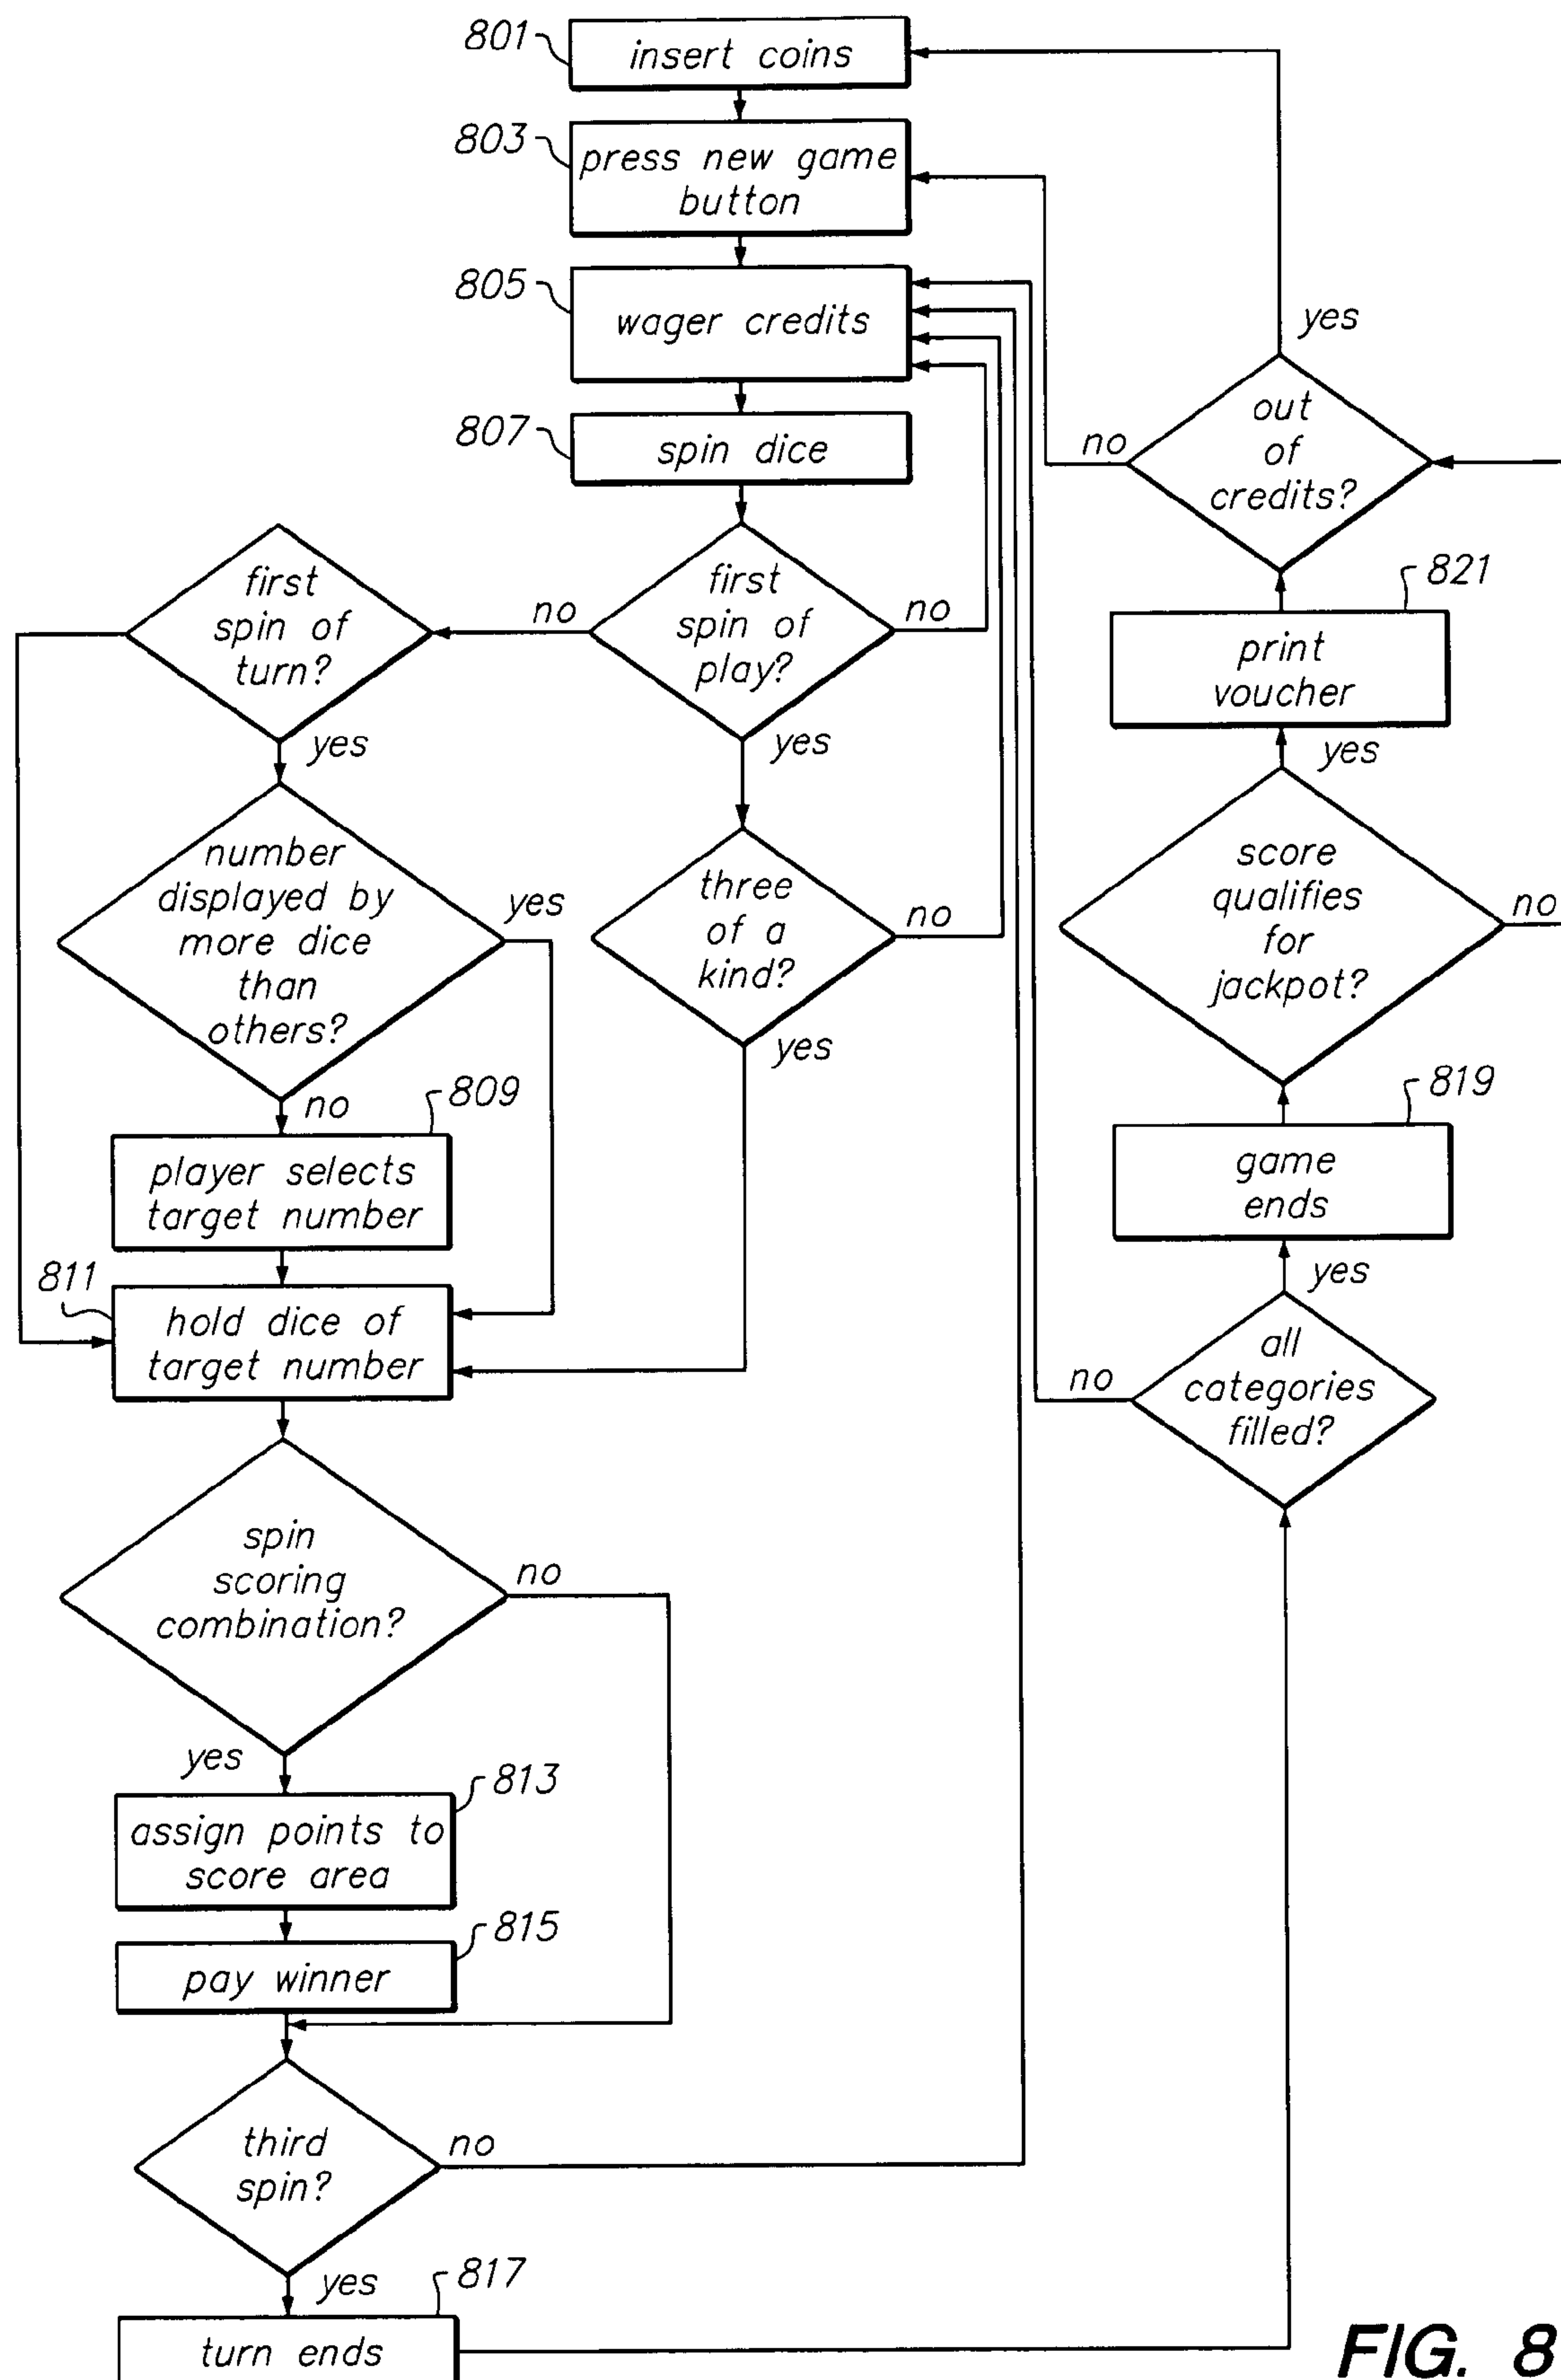 801
insert coins
803
press new game
button
805
wager credits
807
spin dice
first
spin of
play?
no
no
yes
first
spin of
turn?
yes
number
displayed by
more dice
than
others?
yes
no
three
of a
kind?
no
yes
809
player selects
target number
811
hold dice of
target number
spin
scoring
combination?
no
yes
813
assign points to
score area
815
pay winner
third
spin?
no
yes
817
turn ends
all
categories
filled?
no
yes
819
game
ends
score
qualifies
for
jackpot?
no
yes
821
print
voucher
out
of
credits?
no
yes
FIG. 8